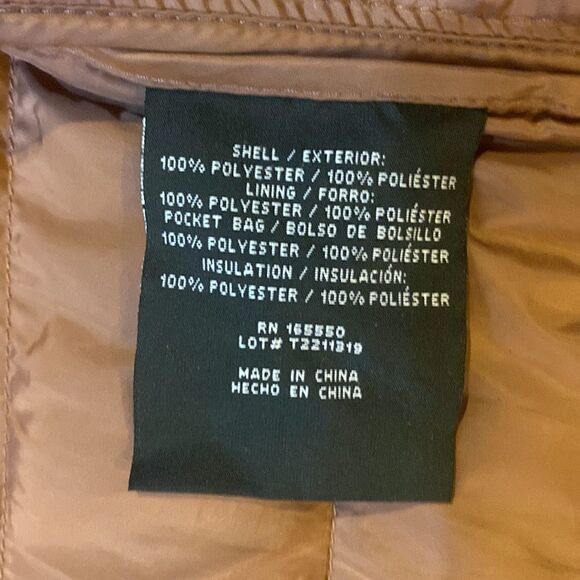 SHELL / EXTERIOR:
100% POLYESTER / 100% POLIÉSTER
LINING / FORRO:
100% POLYESTER / 100% POLIÉSTER
POCKET BAG / BOLSO DE BOLSILLO
100% POLYESTER / 100% POLIÉSTER
INSULATION / INSULACIÓN:
100% POLYESTER / 100% POLIÉSTER
RN 165550
LOT# T2211319
MADE IN CHINA
HECHO EN CHINA